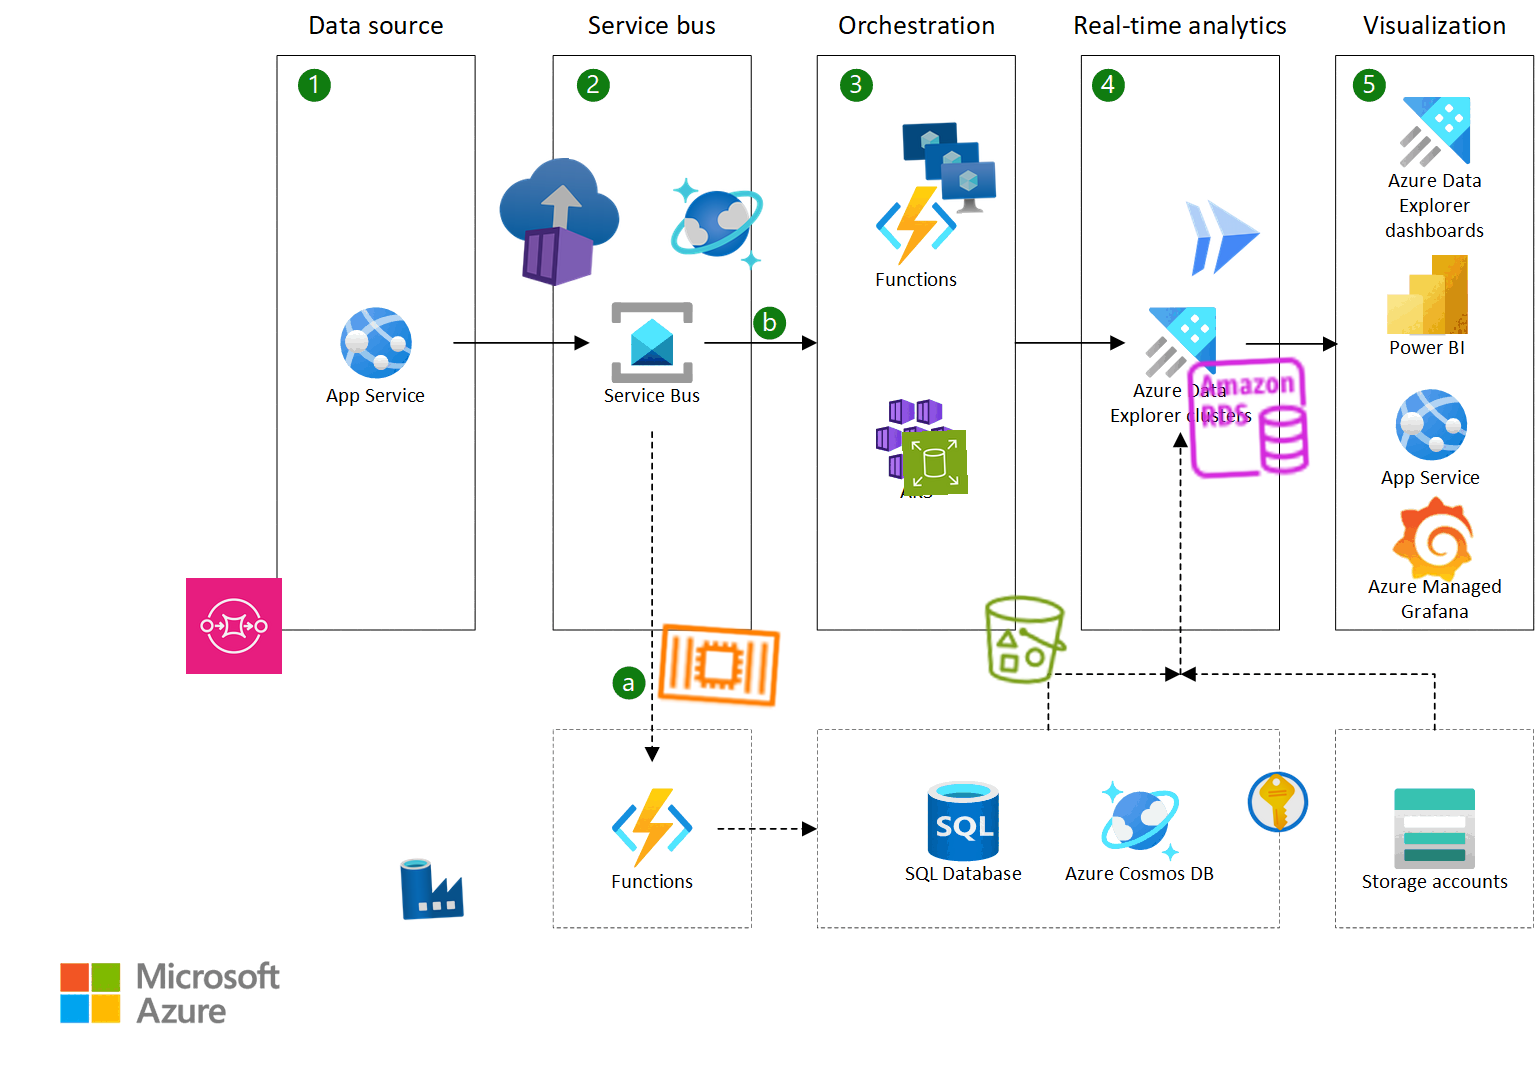 Data source
Service bus
Orchestration
Real-time analytics
Visualization
1
2
3
4
5
Azure Data
Explorer
dashboards
Functions
b
Power BI
App Service
Service Bus
Azure Data
Explorer clusters
Amazon
RDS
App Service
Azure Managed
Grafana
a
SQL
Functions
SQL Database
Azure Cosmos DB
Storage accounts
Microsoft
Azure